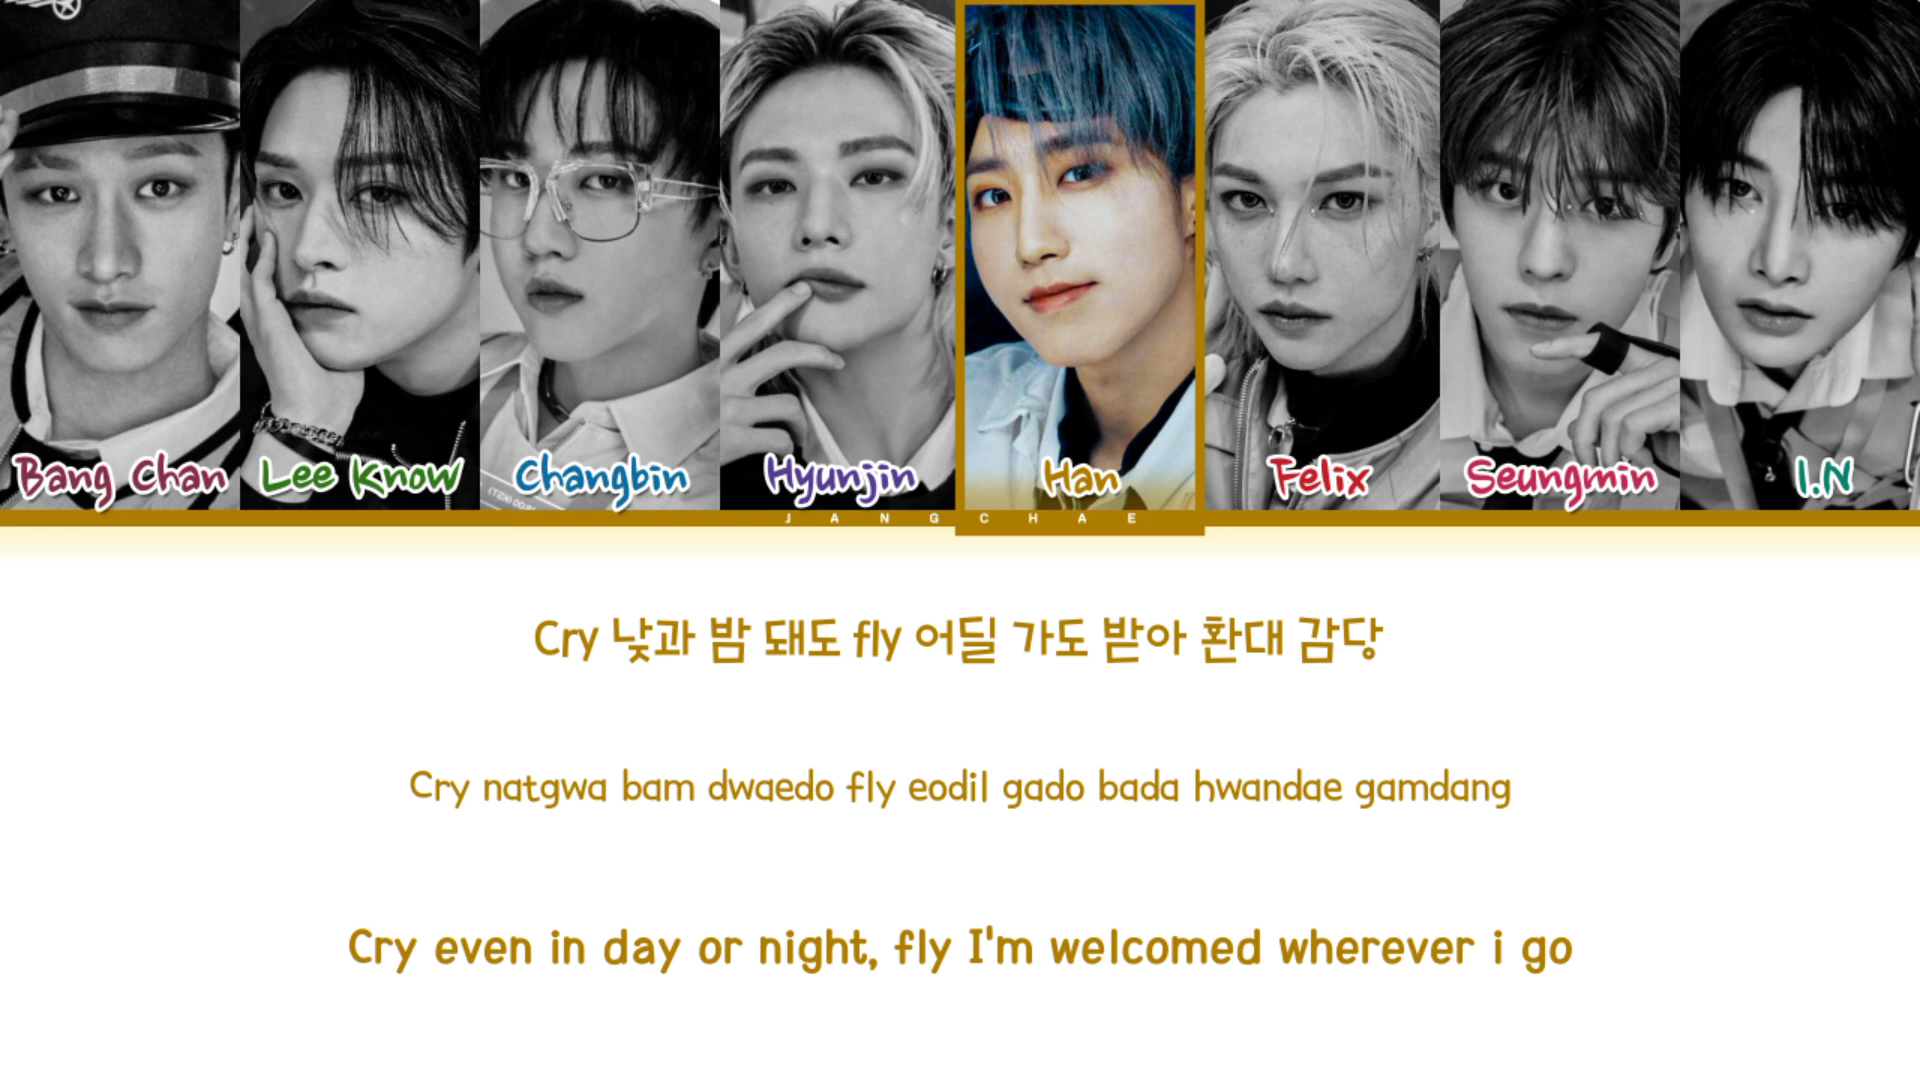 Bang Chan Lee Know Changbin Hyunjin Han Felix Seungmin I.N
JANGCHAE
Cry 낮과 밤 돼도 fly 어딜 가도 받아 환대 감당
Cry natgwa bam dwaedo fly eodil gado bada hwandae gamdang
Cry even in day or night, fly I'm welcomed wherever i go